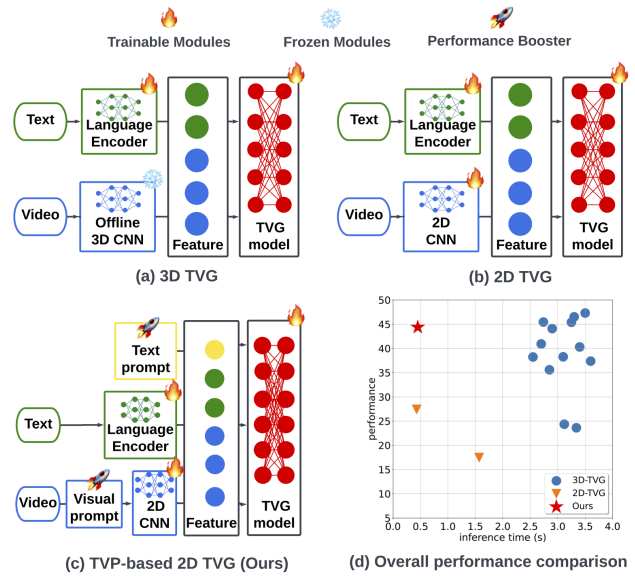 Trainable Modules
Frozen Modules
Performance Booster
Text
Language
Encoder
Video
Offline
3D CNN
Feature
TVG
model
(a) 3D TVG
Text
Language
Encoder
Video
2D
CNN
Feature
TVG
model
(b) 2D TVG
Text
prompt
Text
Language
Encoder
Video
Visual
prompt
2D
CNN
Feature
TVG
model
(c) TVP-based 2D TVG (Ours)
50
45
40
35
30
25
20
15
10
5
performance
0.0
0.5
1.0
1.5
2.0
2.5
3.0
3.5
4.0
inference time (s)
3D-TVG
2D-TVG
Ours
(d) Overall performance comparison